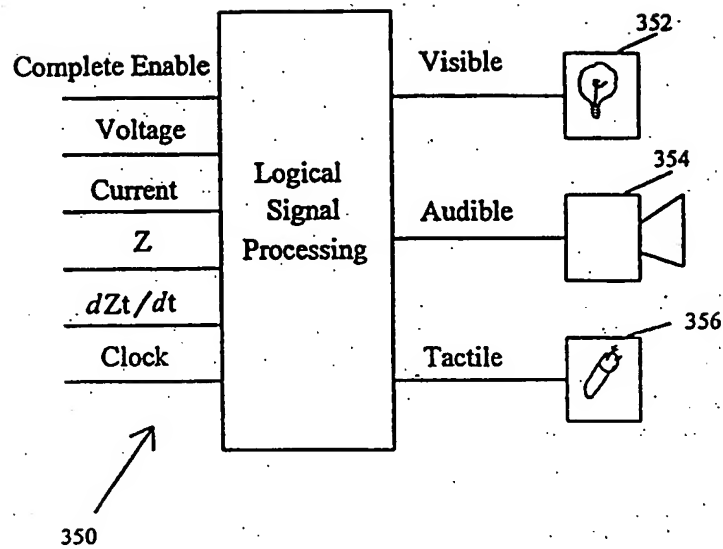 352
Complete Enable
Visible
Voltage
354
Current
Logical
Signal
Processing
Audible
Z
dZt/dt
356
Clock
Tactile
350